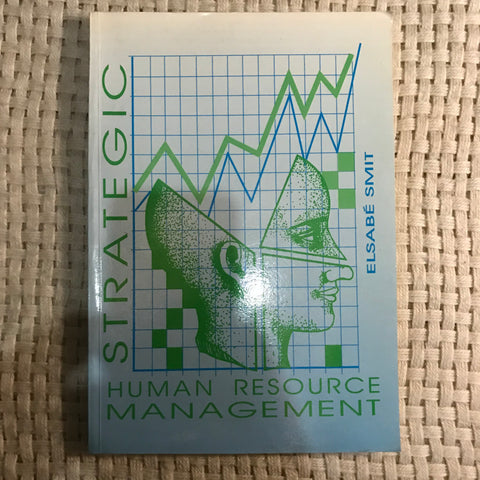 STRATEGIC
HUMAN RESOURCE
MANAGEMENT
ELSABÉ SMIT